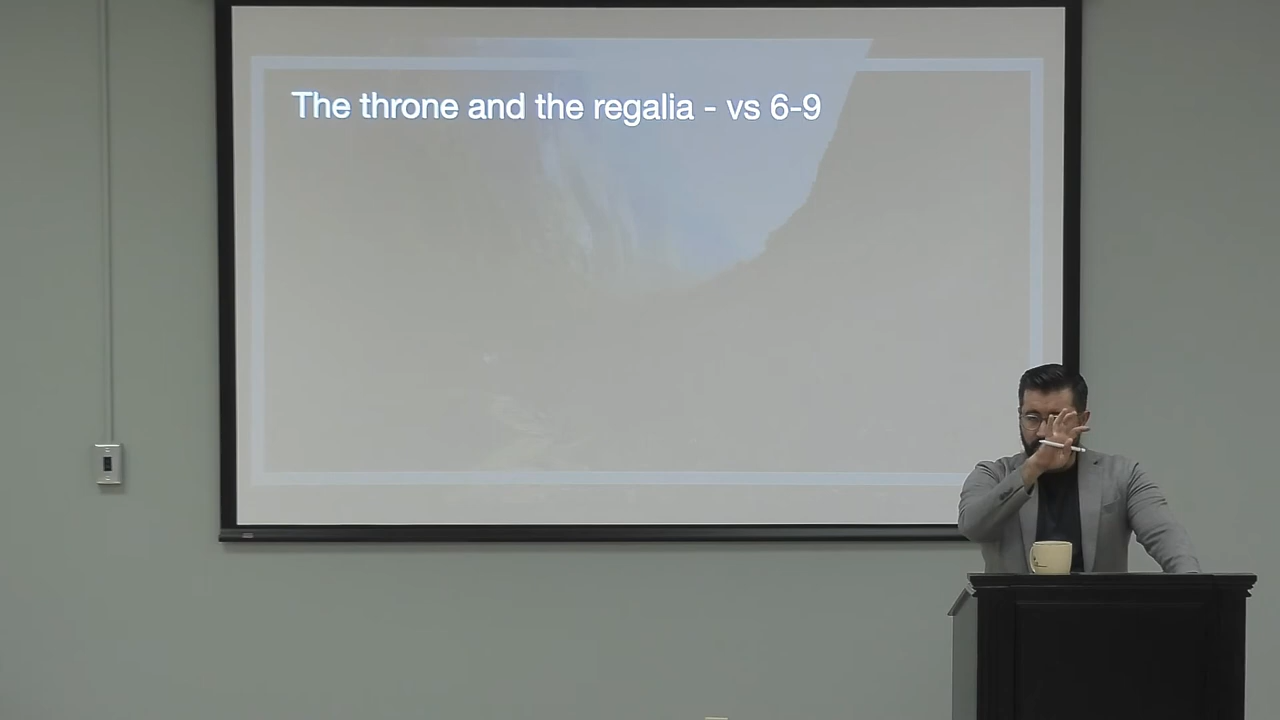 The throne and the regalia - vs 6-9